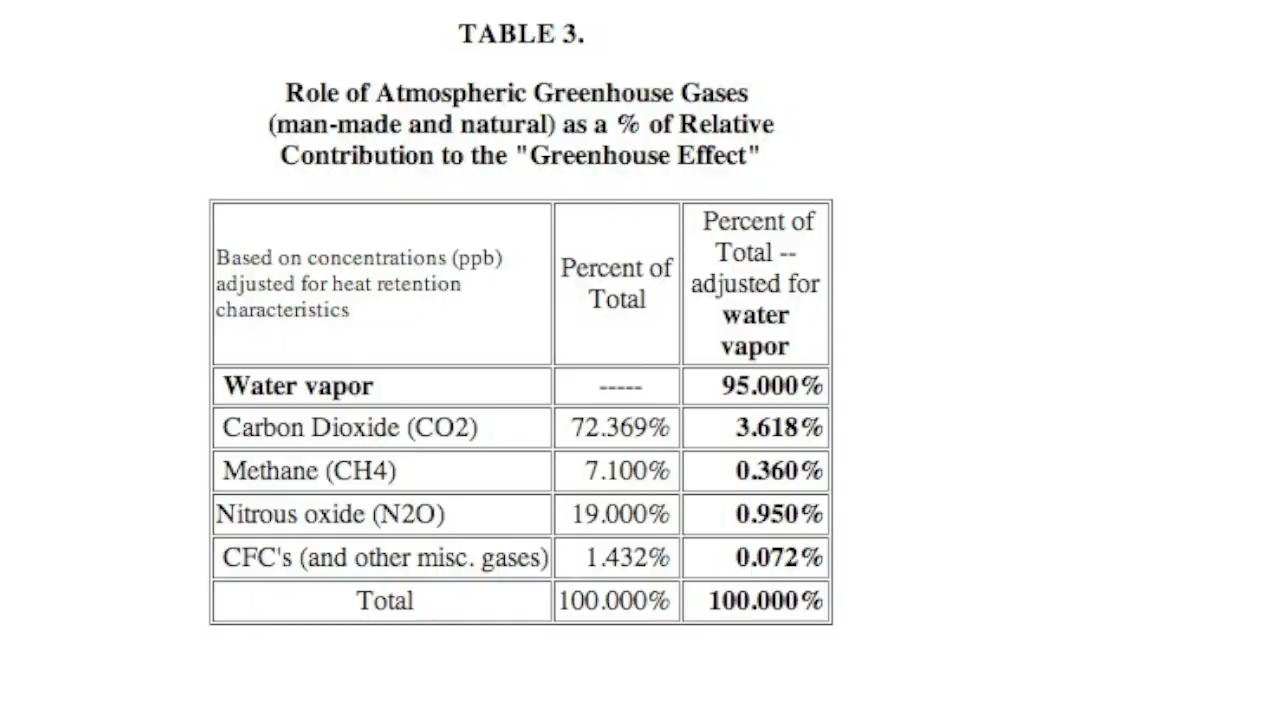 TABLE 3.
Role of Atmospheric Greenhouse Gases
(man-made and natural) as a % of Relative
Contribution to the "Greenhouse Effect"
Based on concentrations (ppb)
adjusted for heat retention
characteristics
Percent of
Total
Percent of
Total --
adjusted for
water
vapor
Water vapor ----- 95.000%
Carbon Dioxide (CO2) 72.369% 3.618%
Methane (CH4) 7.100% 0.360%
Nitrous oxide (N2O) 19.000% 0.950%
CFC's (and other misc. gases) 1.432% 0.072%
Total 100.000% 100.000%